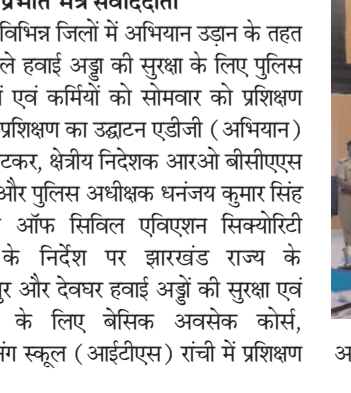 प्रभात मंत्र संवाददाता
विभिन्न जिलों में अभियान उड़ान के तहत
हवाई अड्डा की सुरक्षा के लिए पुलिस
एवं कर्मियों को सोमवार को प्रशिक्षण
प्रशिक्षण का उद्घाटन एडीजी ( अभियान )
क्षेत्रीय निदेशक आरओ बीसीएएस
और पुलिस अधीक्षक धनंजय कुमार सिंह
ऑफ सिविल एविएशन सिक्योरिटी
के निर्देश पर झारखंड राज्य के
और देवघर हवाई अड्डों की सुरक्षा एवं
के लिए बेसिक अवसेक कोर्स,
स्कूल ( आईटीएस ) रांची में प्रशिक्षण